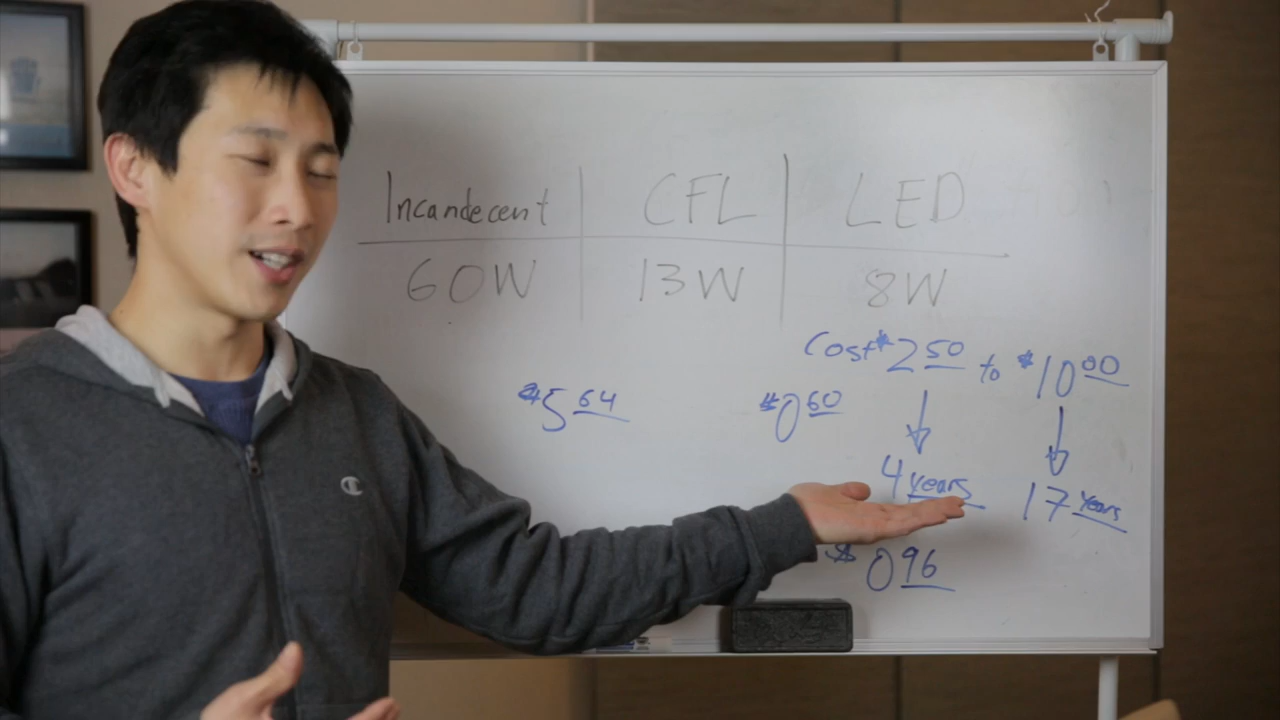 Incandecent CFL LED
60W 13W 8W
Cost $2 50 to $10 00
$5 64 $0 60
4 years 17 years
$ 0 96